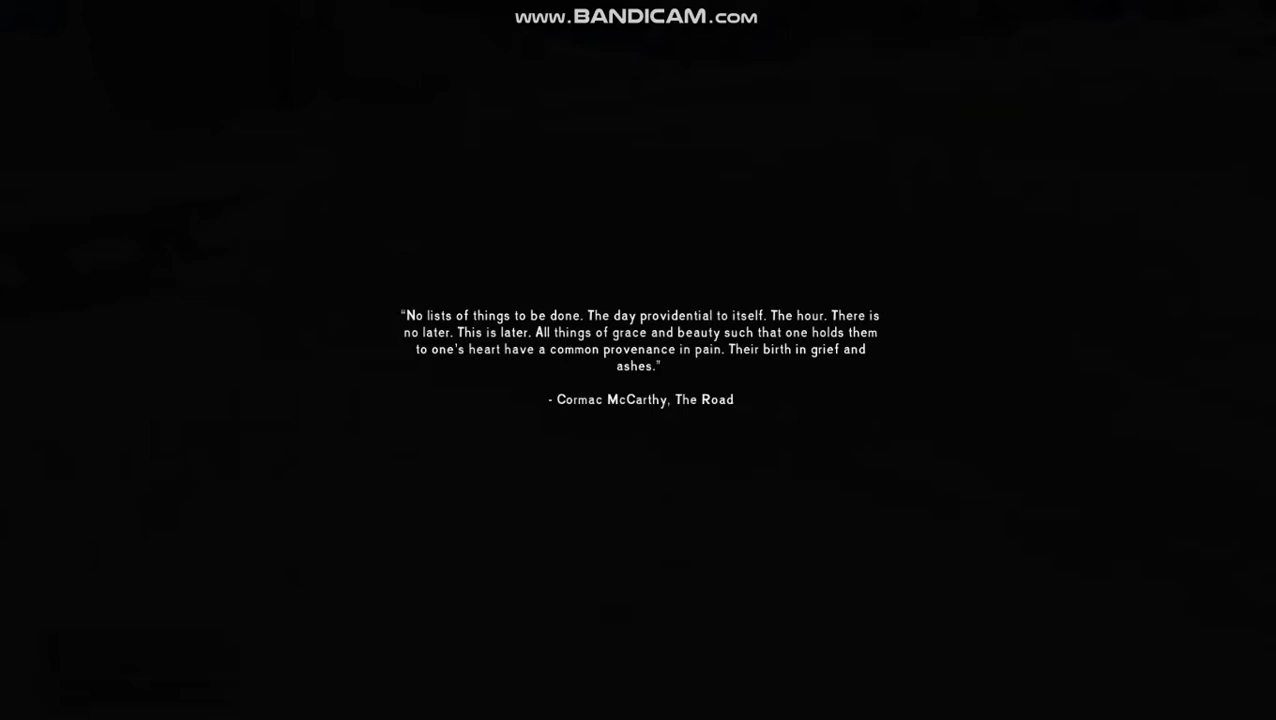 www.BANDICAM.com
“No lists of things to be done. The day providential to itself. The hour. There is
no later. This is later. All things of grace and beauty such that one holds them
to one's heart have a common provenance in pain. Their birth in grief and
ashes.”
- Cormac McCarthy, The Road